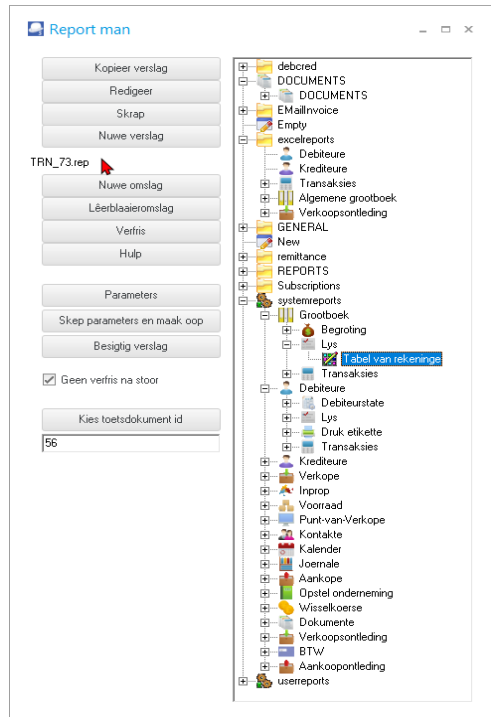 Report man
Kopieer verslag
Redigeer
Skrap
Nuwe verslag
TRN_73.rep
Nuwe omslag
Lêerblaaieromslag
Verfris
Hulp
Parameters
Skep parameters en maak oop
Besigtig verslag
Geen verfris na stoor
Kies toetsdokument id
56
debcred
DOCUMENTS
DOCUMENTS
EMailInvoice
Empty
excelreports
Debiteure
Krediteure
Transaksies
Algemene grootboek
Verkoopsontleding
GENERAL
New
remittance
REPORTS
Subscriptions
systemreports
Grootboek
Begroting
Lys
Tabel van rekeninge
Transaksies
Debiteure
Debiteurstate
Lys
Druk etikette
Transaksies
Krediteure
Verkope
Inprop
Voorraad
Punt-van-Verkope
Kontakte
Kalender
Joernale
Aankope
Opstel onderneming
Wisselkoerse
Dokumente
Verkoopsontleding
BTW
Aankoopontleding
userreports